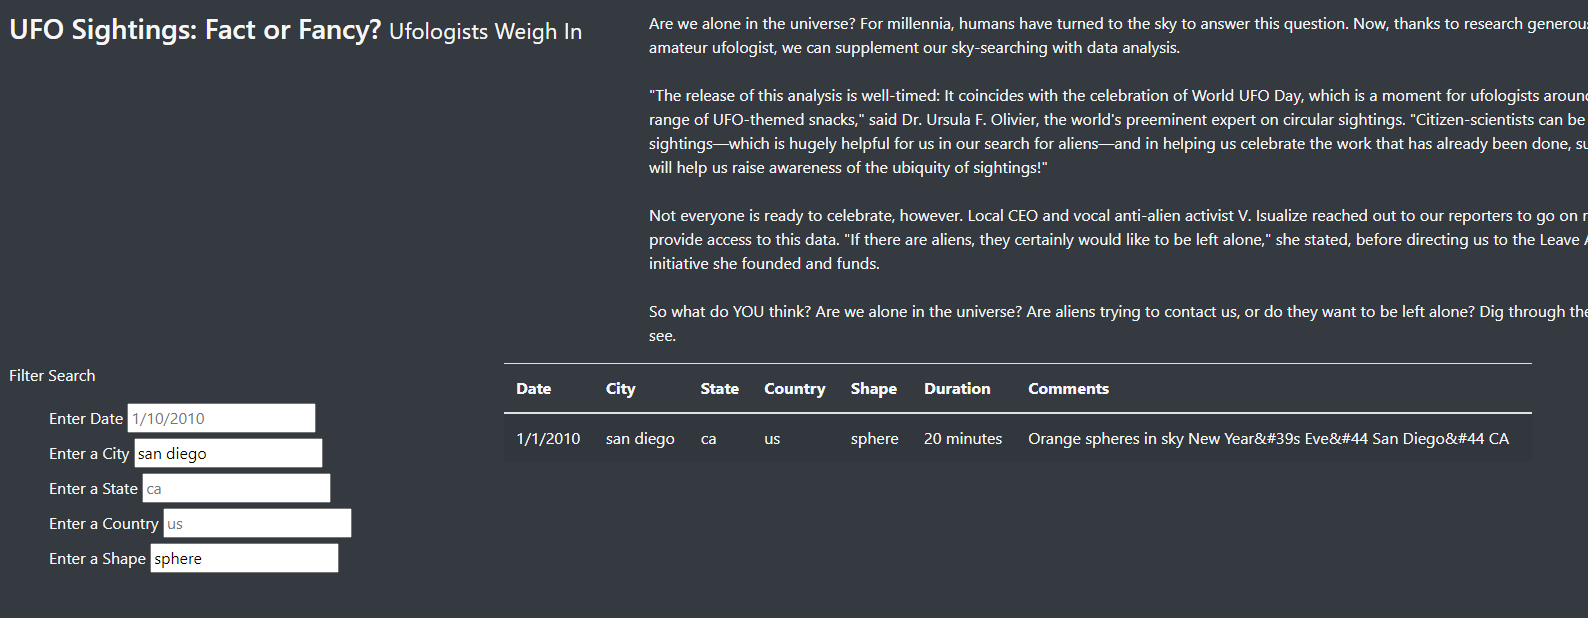 UFO Sightings: Fact or Fancy? Ufologists Weigh In
Are we alone in the universe? For millennia, humans have turned to the sky to answer this question. Now, thanks to research
amateur ufologist, we can supplement our sky-searching with data analysis.
"The release of this analysis is well-timed: It coincides with the celebration of World UFO Day, which is a moment for ufologists
range of UFO-themed snacks," said Dr. Ursula F. Olivier, the world's preeminent expert on circular sightings. "Citizen-scientists can be
sightings—which is hugely helpful for us in our search for aliens—and in helping us celebrate the work that has already been done,
will help us raise awareness of the ubiquity of sightings!"
Not everyone is ready to celebrate, however. Local CEO and vocal anti-alien activist V. Isualize reached out to our reporters to go on
provide access to this data. "If there are aliens, they certainly would like to be left alone," she stated, before directing us to the Leave
initiative she founded and funds.
So what do YOU think? Are we alone in the universe? Are aliens trying to contact us, or do they want to be left alone? Dig through
see.
Filter Search
Enter Date 1/10/2010
Enter a City san diego
Enter a State ca
Enter a Country us
Enter a Shape sphere
Date City State Country Shape Duration Comments
1/1/2010 san diego ca us sphere 20 minutes Orange spheres in sky New Year&#39s Eve&#44 San Diego&#44 CA